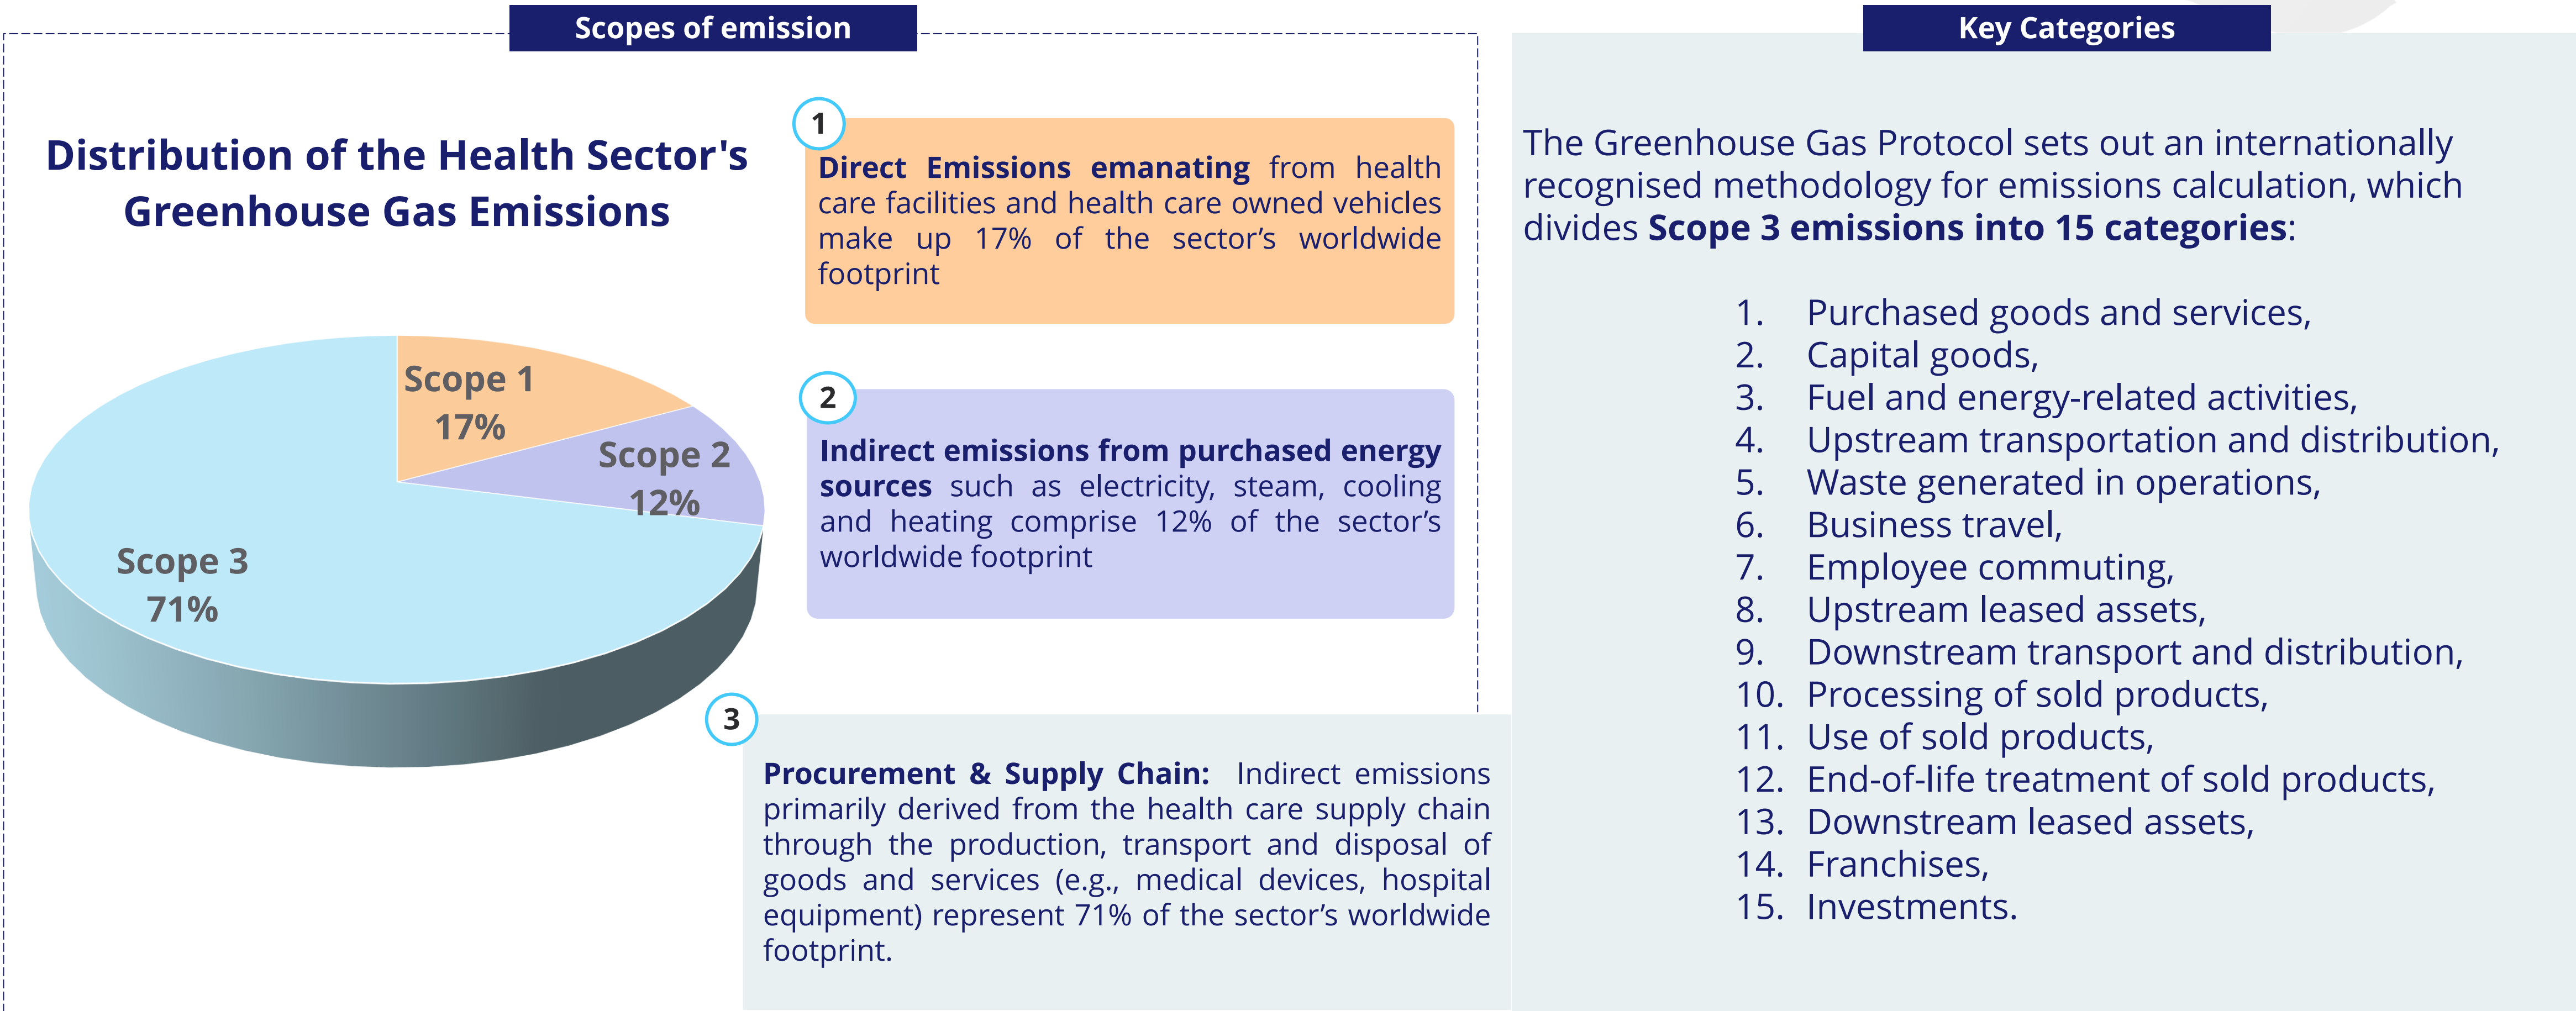 Scopes of emission
Distribution of the Health Sector's
Greenhouse Gas Emissions
Scope 1
17%
Scope 2
12%
Scope 3
71%
1
Direct Emissions emanating from health
care facilities and health care owned vehicles
make up 17% of the sector’s worldwide
footprint
2
Indirect emissions from purchased energy
sources such as electricity, steam, cooling
and heating comprise 12% of the sector’s
worldwide footprint
3
Procurement & Supply Chain: Indirect emissions
primarily derived from the health care supply chain
through the production, transport and disposal of
goods and services (e.g., medical devices, hospital
equipment) represent 71% of the sector’s worldwide
footprint.
Key Categories
The Greenhouse Gas Protocol sets out an internationally
recognised methodology for emissions calculation, which
divides Scope 3 emissions into 15 categories:
1. Purchased goods and services,
2. Capital goods,
3. Fuel and energy-related activities,
4. Upstream transportation and distribution,
5. Waste generated in operations,
6. Business travel,
7. Employee commuting,
8. Upstream leased assets,
9. Downstream transport and distribution,
10. Processing of sold products,
11. Use of sold products,
12. End-of-life treatment of sold products,
13. Downstream leased assets,
14. Franchises,
15. Investments.